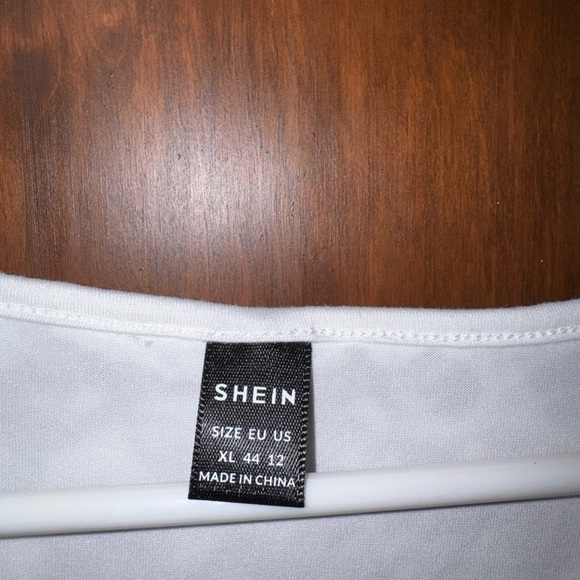 SHEIN
SIZE EU US
XL 44 12
MADE IN CHINA